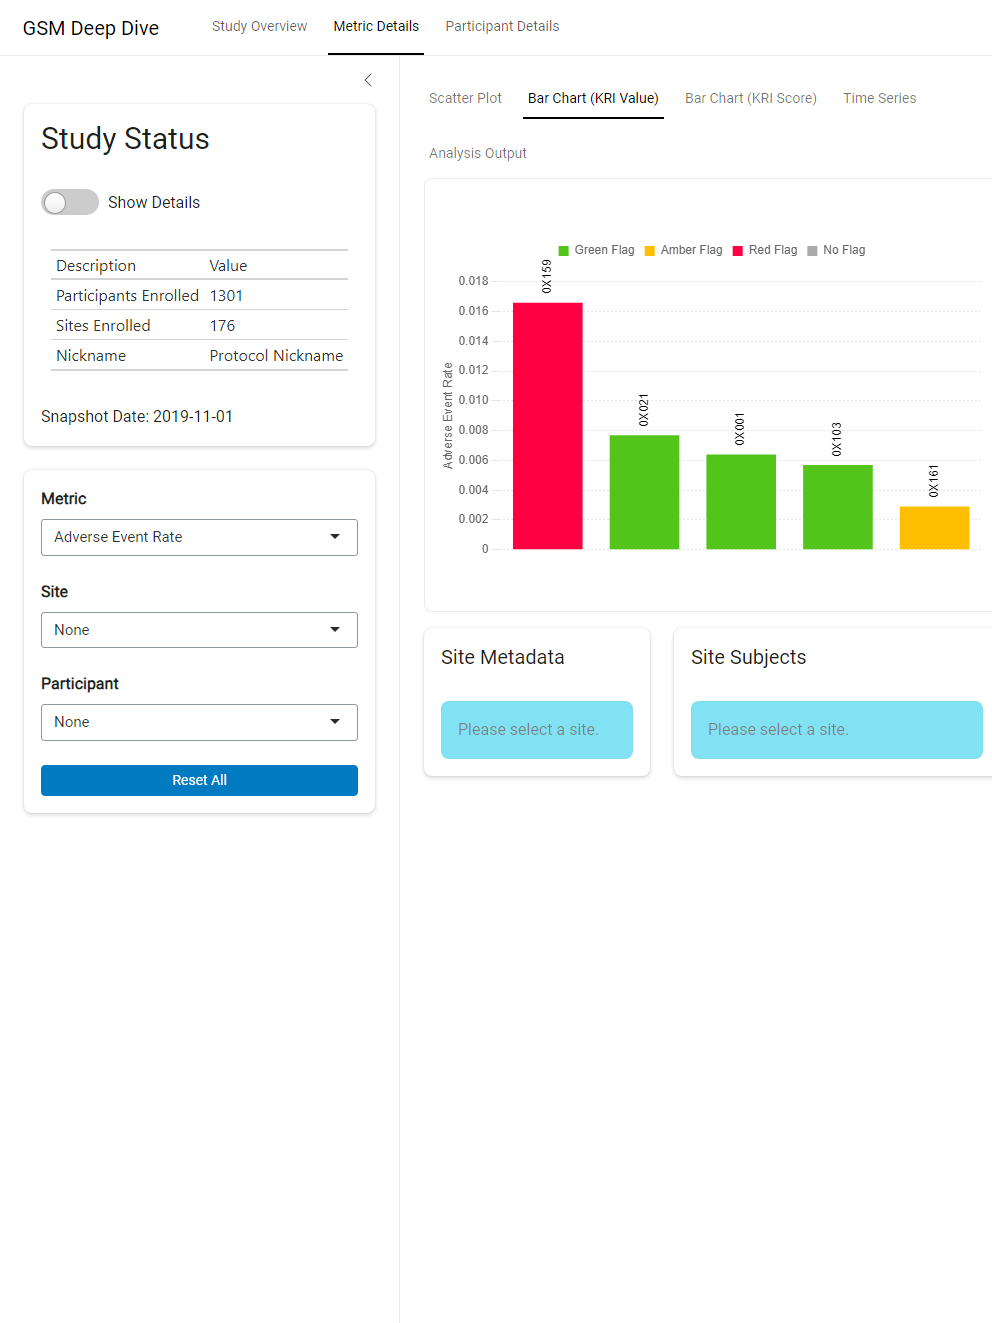 GSM Deep Dive
Study Overview
Metric Details
Participant Details
Study Status
Show Details
Description Value
Participants Enrolled 1301
Sites Enrolled 176
Nickname Protocol Nickname
Snapshot Date: 2019-11-01
Metric
Adverse Event Rate
Site
None
Participant
None
Reset All
Scatter Plot
Bar Chart (KRI Value)
Bar Chart (KRI Score)
Time Series
Analysis Output
Green Flag
Amber Flag
Red Flag
No Flag
Adverse Event Rate
0.018
0.016
0.014
0.012
0.010
0.008
0.006
0.004
0.002
0
0X159
0X021
0X001
0X103
0X161
Site Metadata
Please select a site.
Site Subjects
Please select a site.